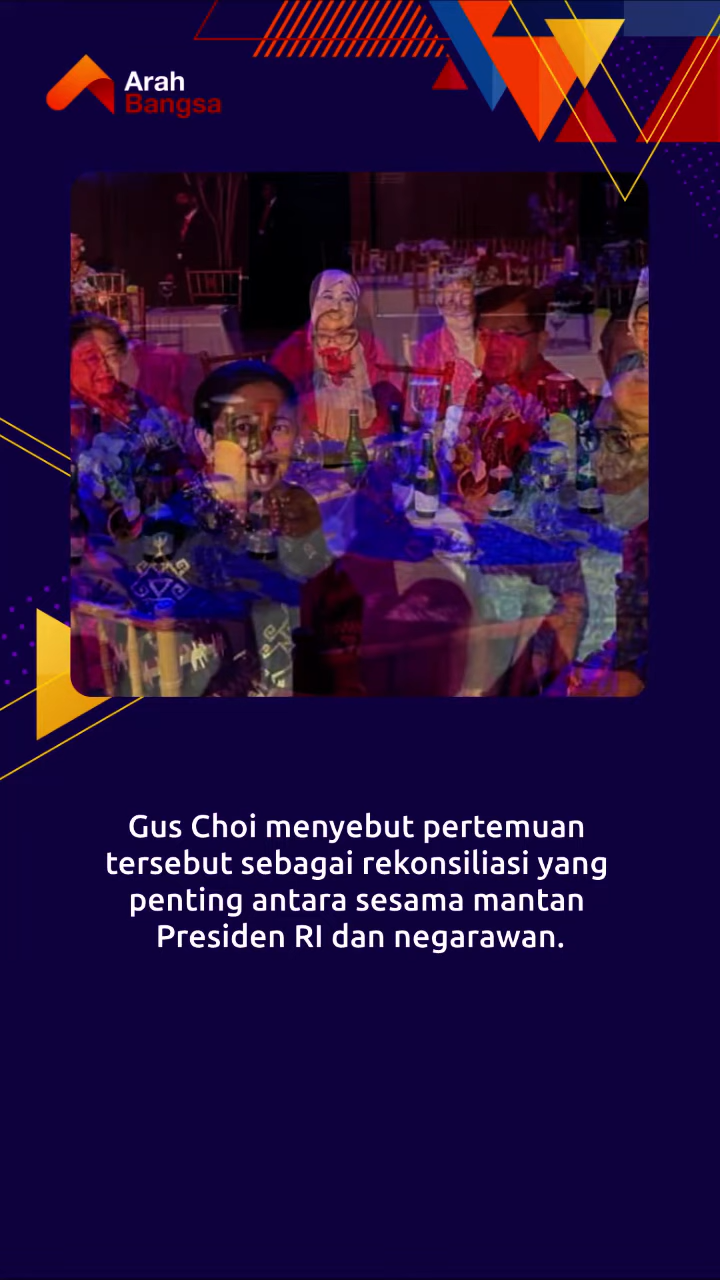 Arah
Bangsa
Gus Choi menyebut pertemuan
tersebut sebagai rekonsiliasi yang
penting antara sesama mantan
Presiden RI dan negarawan.